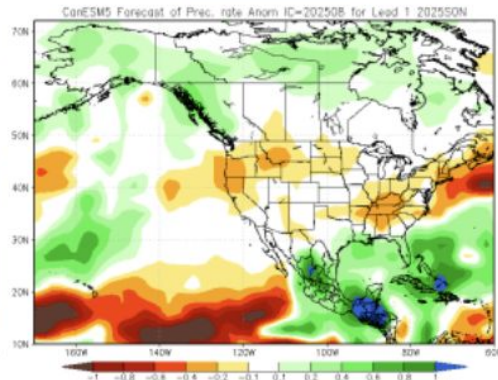 CanESM5 Forecast of Prec. rate Anom IC=202508 for Lead 1 2025SON
70N
60N
50N
40N
30N
20N
10N
160W 140W 120W 100W 80W 60W
-1 -0.8 -0.6 -0.4 -0.2 -0.1 0.1 0.2 0.4 0.6 0.8 1